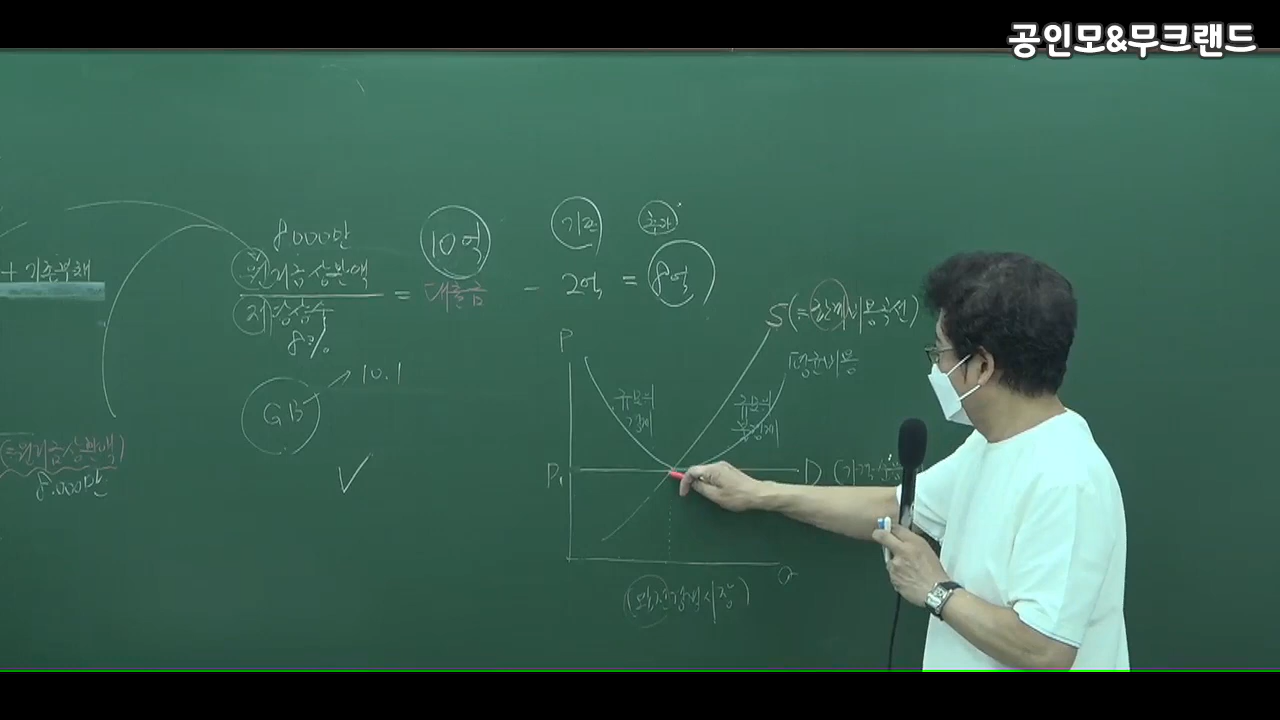 공인모&무크랜드
+ 기존부채
8.000만
원리금상환액
저당상수
8%
=
10억
대출금
-
기존
2억
=
추가
8억
GB
10.1
(=원리금상환액)
8.000만
P
S(=한계비용곡선)
평균비용
규모의
경제
규모의
불경제
P₁
D (가격=수
Q
(완전경쟁시장)